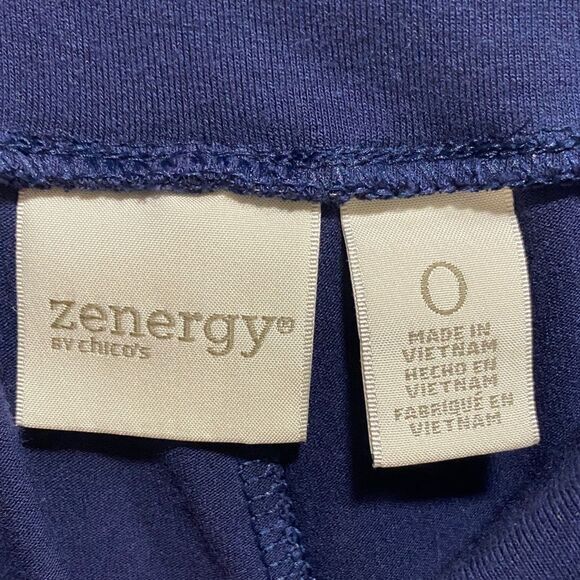 zenergy®
BY chico's
0
MADE IN
VIETNAM
HECHO EN
VIETNAM
FABRIQUÉ EN
VIETNAM